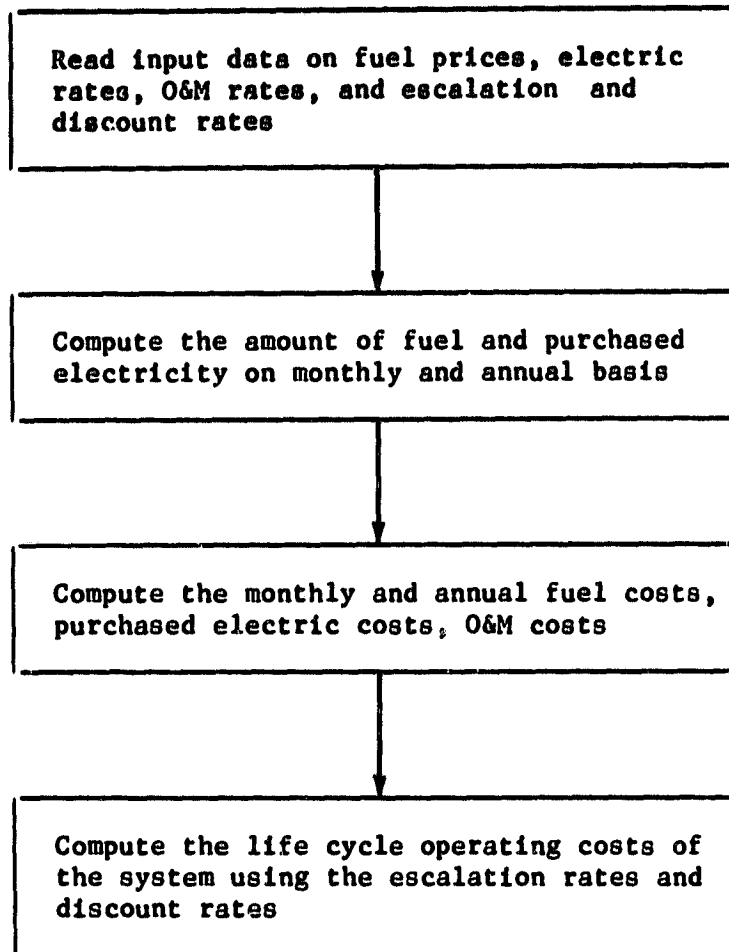 Read input data on fuel prices, electric
rates, O&M rates, and escalation and
discount rates
Compute the amount of fuel and purchased
electricity on monthly and annual basis
Compute the monthly and annual fuel costs,
purchased electric costs, O&M costs
Compute the life cycle operating costs of
the system using the escalation rates and
discount rates